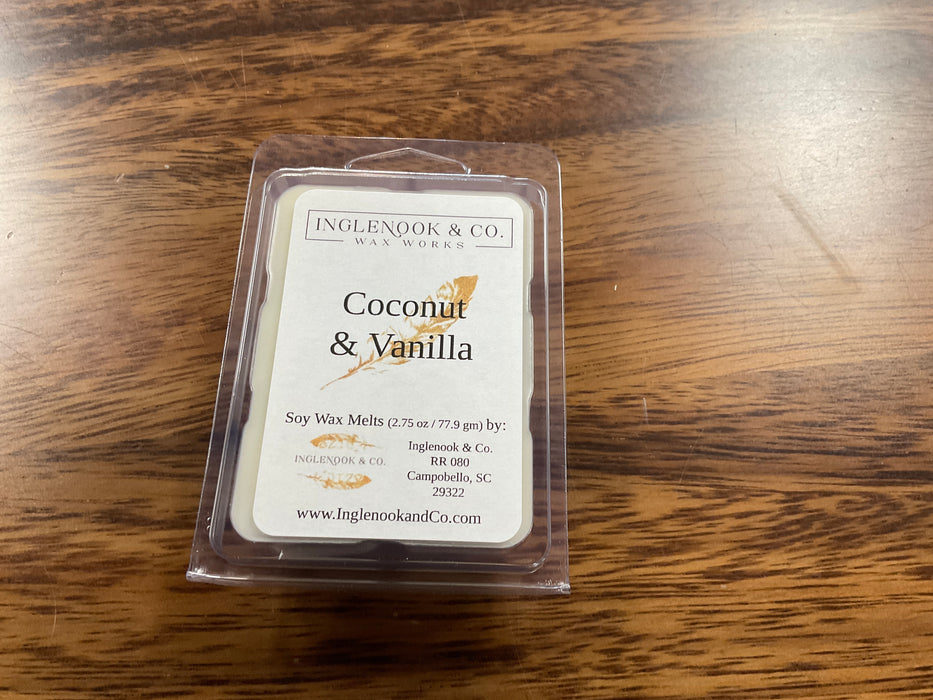 INGLENOOK & CO.
WAX WORKS
Coconut
& Vanilla
Soy Wax Melts (2.75 oz / 77.9 gm) by:
INGLENOOK & CO.
Inglenook & Co.
RR 080
Campobello, SC
29322
www.InglenookandCo.com